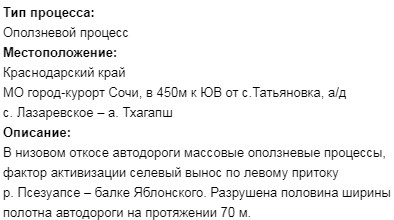 Тип процесса:
Оползневой процесс
Местоположение:
Краснодарский край
МО город-курорт Сочи, в 450м к ЮВ от с.Татьяновка, а/д
с. Лазаревское – а. Тхагапш
Описание:
В низовом откосе автодороги массовые оползневые процессы,
фактор активизации селевый вынос по левому притоку
р. Псезуапсе – балке Яблонского. Разрушена половина ширины
полотна автодороги на протяжении 70 м.